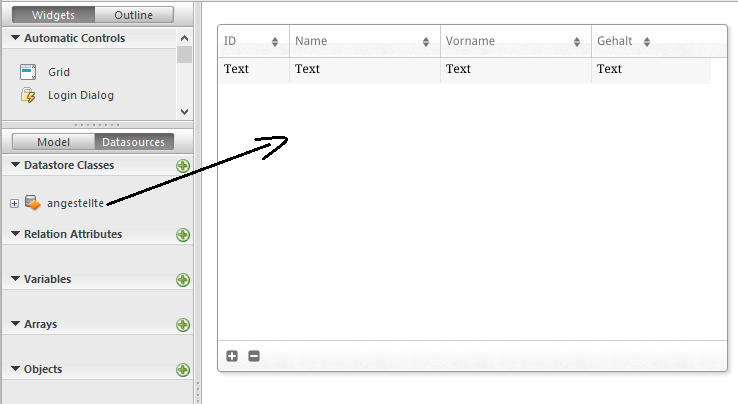 Widgets Outline
Automatic Controls
Grid
Login Dialog
Model Datasources
Datastore Classes
angestellte
Relation Attributes
Variables
Arrays
Objects
ID Name Vorname Gehalt
Text Text Text Text